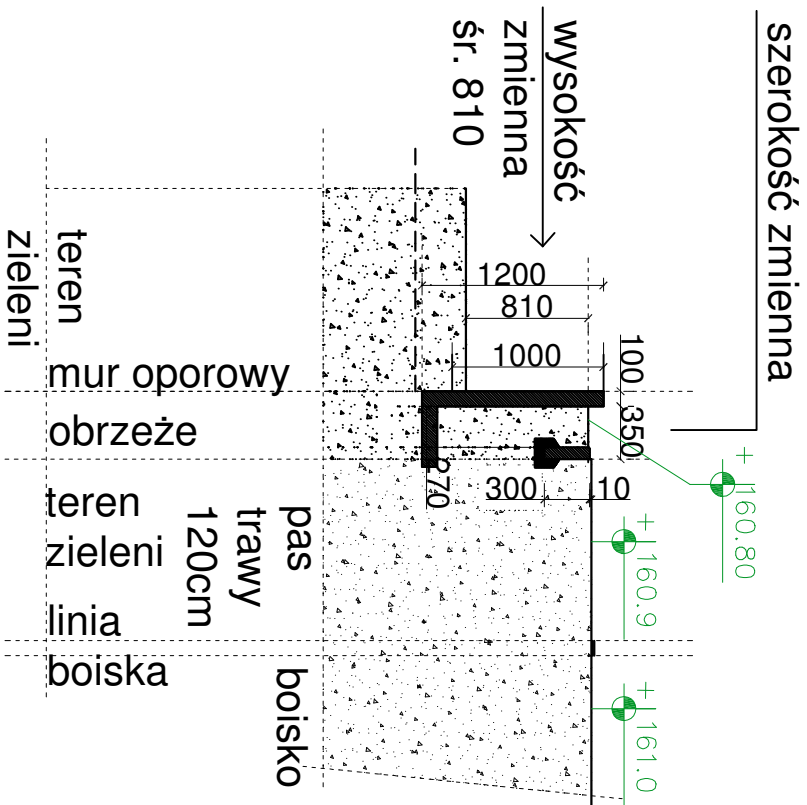 szerokość zmienna
wysokość
zmienna
śr. 810
1200
810
1000
100
350
270
300
10
+160.80
+160.9
+161.0
teren
zieleni
mur oporowy
obrzeże
teren
zieleni
linia
boiska
pas
trawy
120cm
boisko